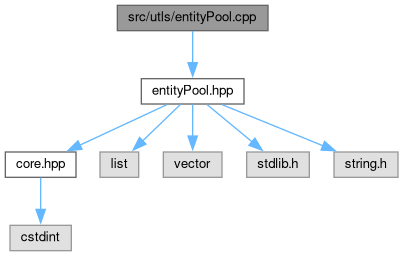 src/utls/entityPool.cpp
entityPool.hpp
core.hpp
list
vector
stdlib.h
string.h
cstdint